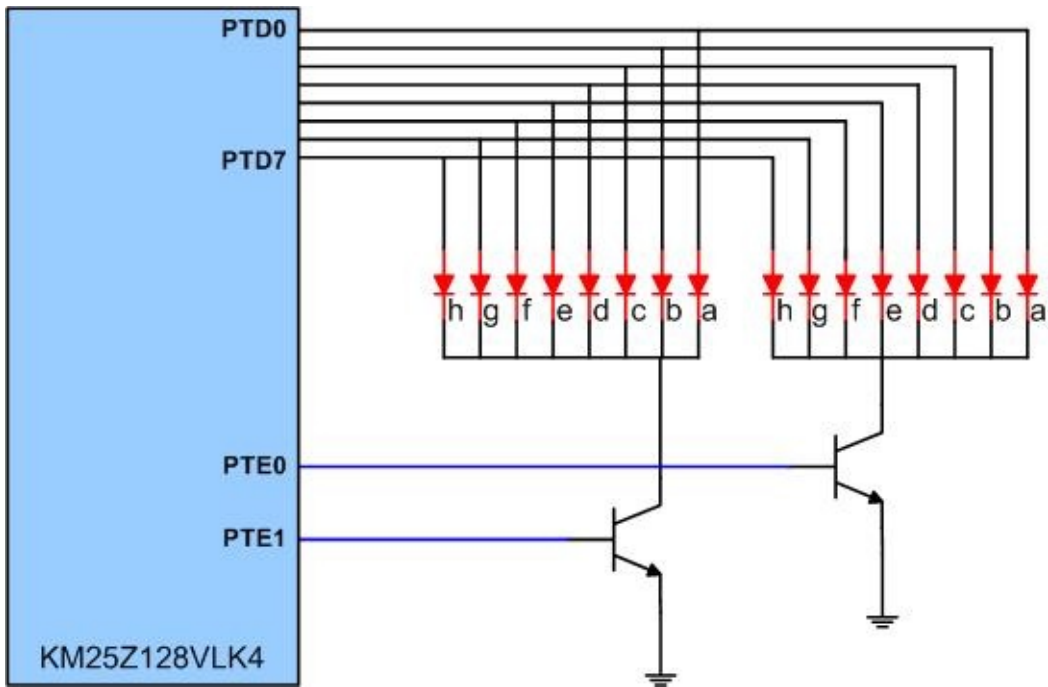 PTD0
PTD7
h g f e d c b a
h g f e d c b a
PTE0
PTE1
KM25Z128VLK4